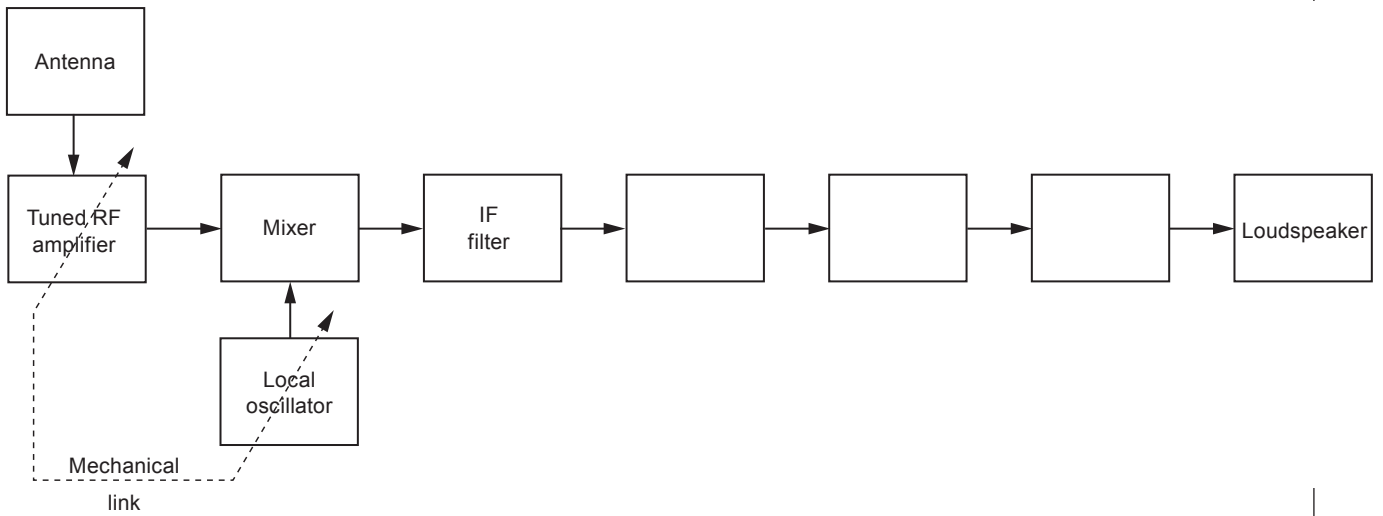 Antenna
Tuned RF
amplifier
Mixer
IF
filter
Loudspeaker
Local
oscillator
Mechanical
link